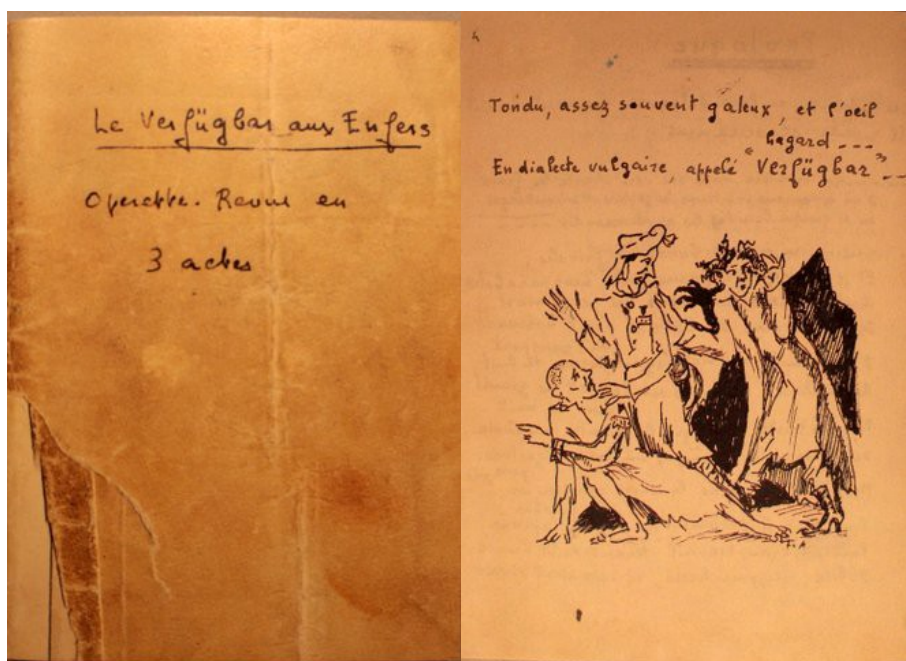 Le Verfügbar aux Enfers
Operette. Revue en
3 actes
Tondu, assez souvent galeux, et l'oeil
hagard ---
En dialecte vulgaire, appelé "Verfügbar" --